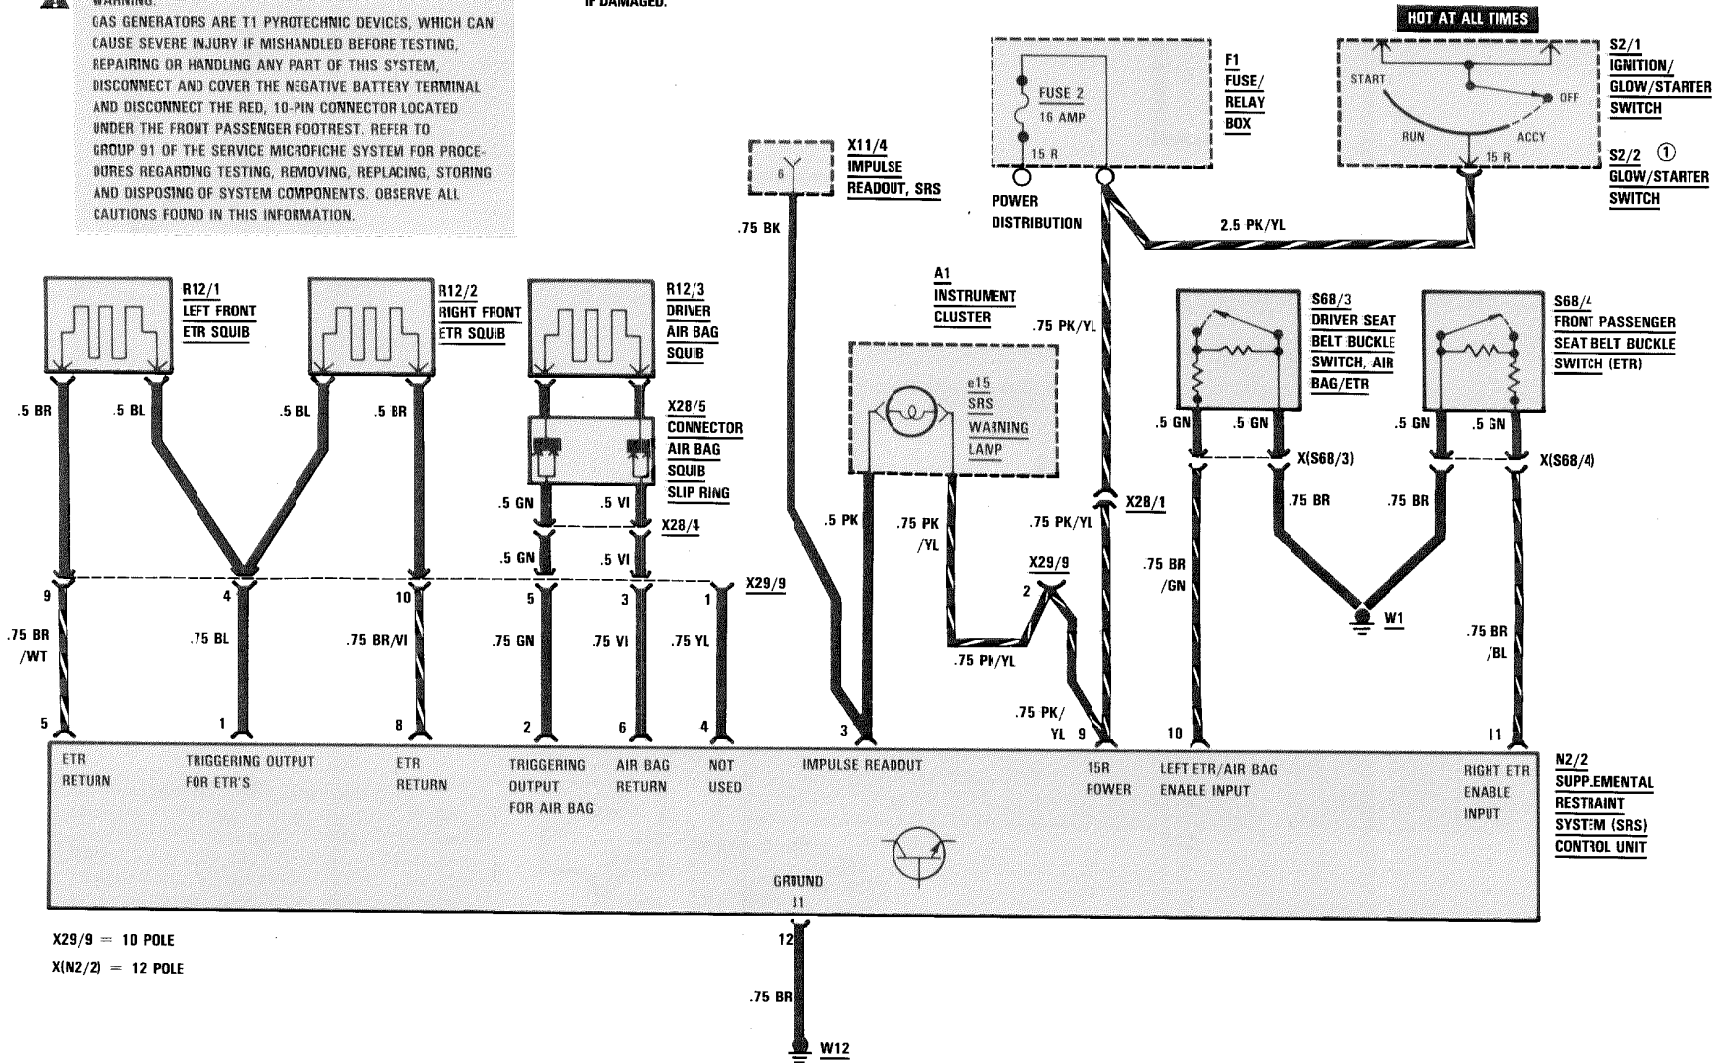 WARNING:
GAS GENERATORS ARE T1 PYROTECHNIC DEVICES, WHICH CAN
CAUSE SEVERE INJURY IF MISHANDLED BEFORE TESTING,
REPAIRING OR HANDLING ANY PART OF THIS SYSTEM,
DISCONNECT AND COVER THE NEGATIVE BATTERY TERMINAL
AND DISCONNECT THE RED, 10-PIN CONNECTOR LOCATED
UNDER THE FRONT PASSENGER FOOTREST. REFER TO
GROUP 91 OF THE SERVICE MICROFICHE SYSTEM FOR PROCE-
DURES REGARDING TESTING, REMOVING, REPLACING, STORING
AND DISPOSING OF SYSTEM COMPONENTS. OBSERVE ALL
CAUTIONS FOUND IN THIS INFORMATION.
IF DAMAGED.
HOT AT ALL TIMES
F1
FUSE/
RELAY
BOX
FUSE 2
16 AMP
15 R
START
OFF
RUN
ACCY
15 R
S2/1
IGNITION/
GLOW/STARTER
SWITCH
S2/2 ①
GLOW/STARTER
SWITCH
6
X11/4
IMPULSE
READOUT, SRS
POWER
DISTRIBUTION
.75 BK
2.5 PK/YL
R12/1
LEFT FRONT
ETR SQUIB
R12/2
RIGHT FRONT
ETR SQUIB
R12/3
DRIVER
AIR BAG
SQUIB
A1
INSTRUMENT
CLUSTER
.75 PK/YL
S68/3
DRIVER SEAT
BELT BUCKLE
SWITCH, AIR
BAG/ETR
S68/4
FRONT PASSENGER
SEAT BELT BUCKLE
SWITCH (ETR)
e15
SRS
WARNING
LAMP
.5 BR
.5 BL
.5 BL
.5 BR
X28/5
CONNECTOR
AIR BAG
SQUIB
SLIP RING
.5 GN
.5 GN
.5 GN
.5 GN
X(S68/3)
X(S68/4)
.5 GN
.5 VI
X28/4
.5 PK
.75 PK
/YL
.75 PK/YL
X28/1
.75 BR
.75 BR
.5 GN
.5 VI
X29/9
X29/9
2
.75 BR
/GN
9
4
10
5
3
1
W1
.75 BR
/WT
.75 BL
.75 BR/VI
.75 GN
.75 VI
.75 YL
.75 PK/YL
.75 BR
/BL
.75 PK/
YL
5
1
8
2
6
4
3
9
10
11
ETR
RETURN
TRIGGERING OUTPUT
FOR ETR'S
ETR
RETURN
TRIGGERING
OUTPUT
FOR AIR BAG
AIR BAG
RETURN
NOT
USED
IMPULSE READOUT
15R
POWER
LEFT ETR/AIR BAG
ENABLE INPUT
RIGHT ETR
ENABLE
INPUT
N2/2
SUPPLEMENTAL
RESTRAINT
SYSTEM (SRS)
CONTROL UNIT
GROUND
11
12
X29/9 = 10 POLE
X(N2/2) = 12 POLE
.75 BR
W12